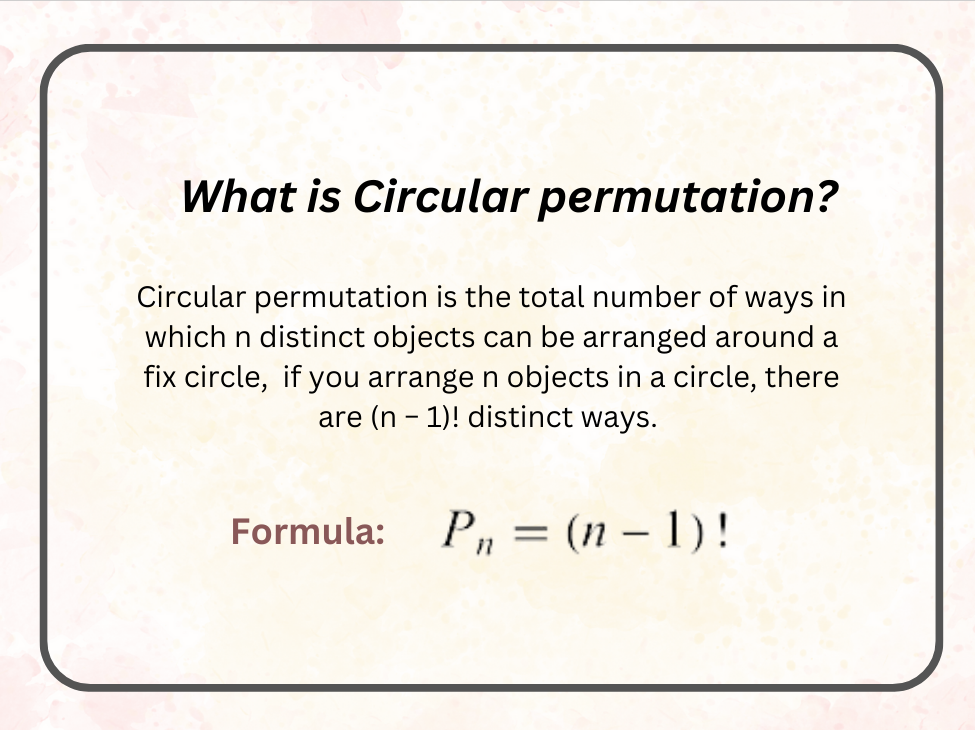 What is Circular permutation?
Circular permutation is the total number of ways in
which n distinct objects can be arranged around a
fix circle,  if you arrange n objects in a circle, there
are (n – 1)! distinct ways.
Formula: Pₙ = (n − 1) !